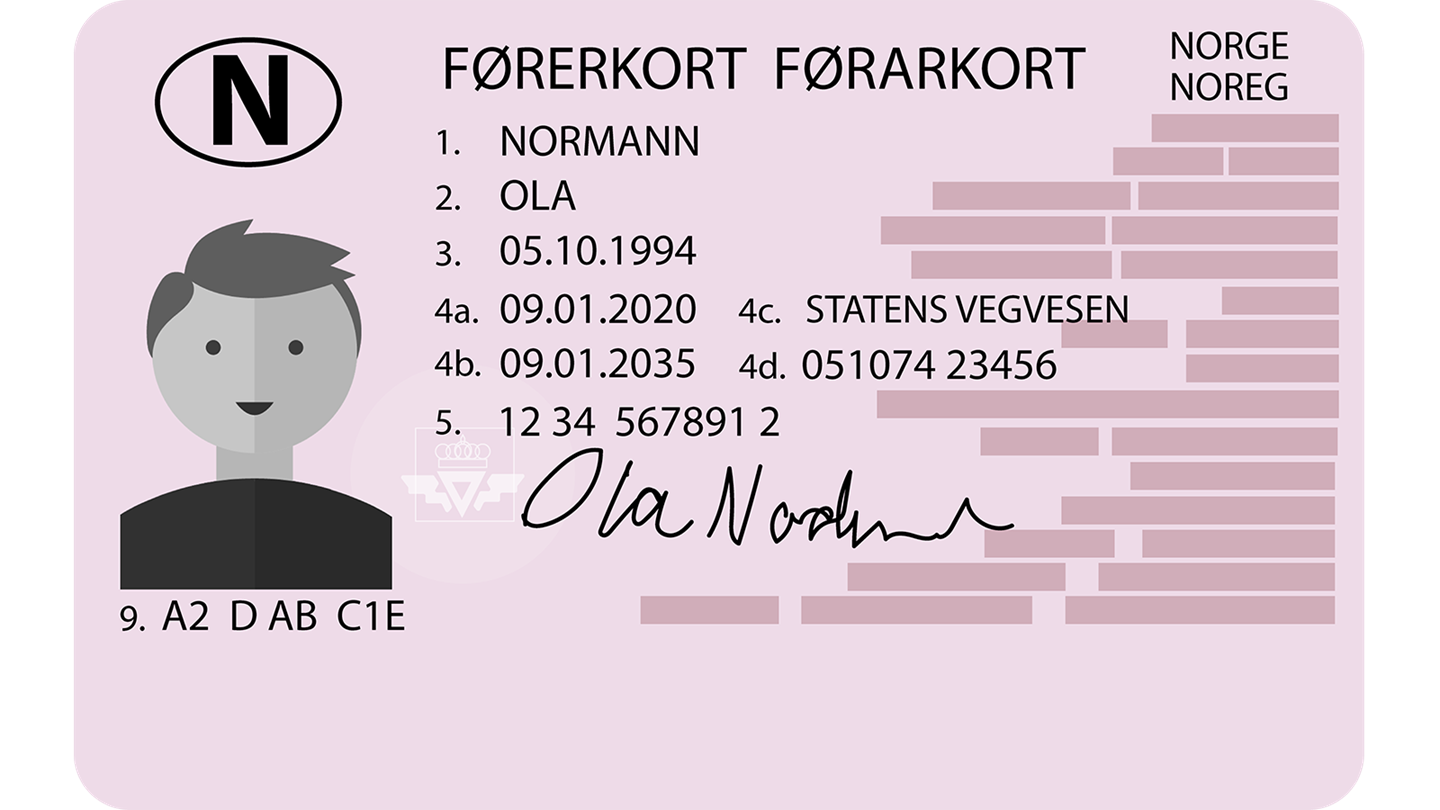 N
FØRERKORT FØRARKORT
NORGE
NOREG
1. NORMANN
2. OLA
3. 05.10.1994
4a. 09.01.2020 4c. STATENS VEGVESEN
4b. 09.01.2035 4d. 051074 23456
5. 12 34 567891 2
Ola
9. A2 D AB C1E